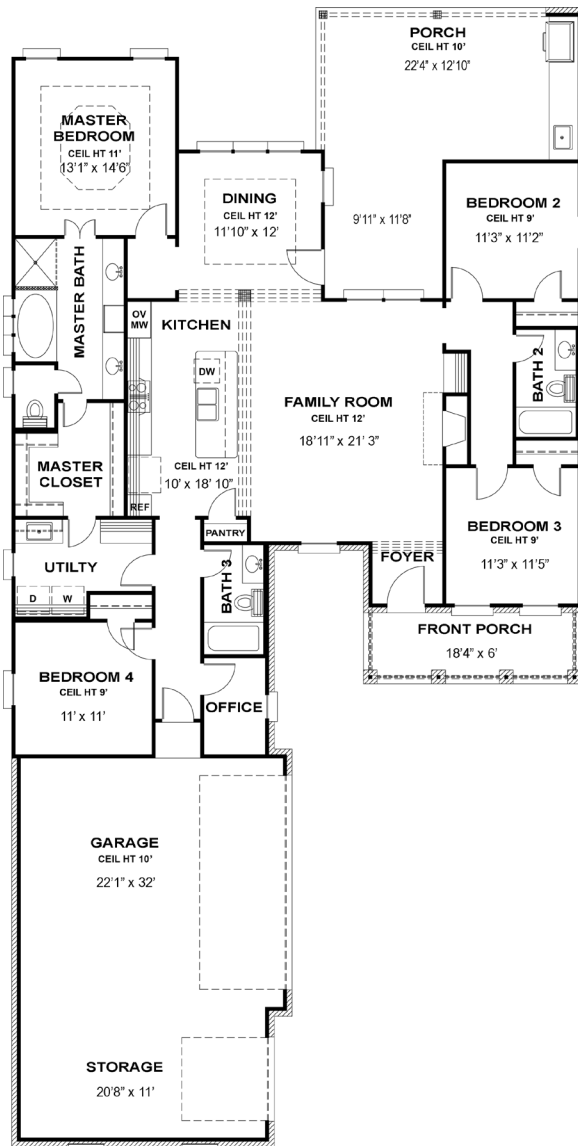 PORCH
CEIL HT 10'
22'4" x 12'10"
MASTER
BEDROOM
CEIL HT 11'
13'1" x 14'6"
DINING
CEIL HT 12'
11'10" x 12'
9'11" x 11'8"
BEDROOM 2
CEIL HT 9'
11'3" x 11'2"
MASTER BATH
OV
MW
KITCHEN
DW
CEIL HT 12'
10' x 18' 10"
REF
PANTRY
FAMILY ROOM
CEIL HT 12'
18'11" x 21' 3"
BATH 2
MASTER
CLOSET
UTILTY
D W
BATH 3
FOYER
BEDROOM 3
CEIL HT 9'
11'3" x 11'5"
FRONT PORCH
18'4" x 6'
BEDROOM 4
CEIL HT 9'
11' x 11'
OFFICE
GARAGE
CEIL HT 10'
22'1" x 32'
STORAGE
20'8" x 11'